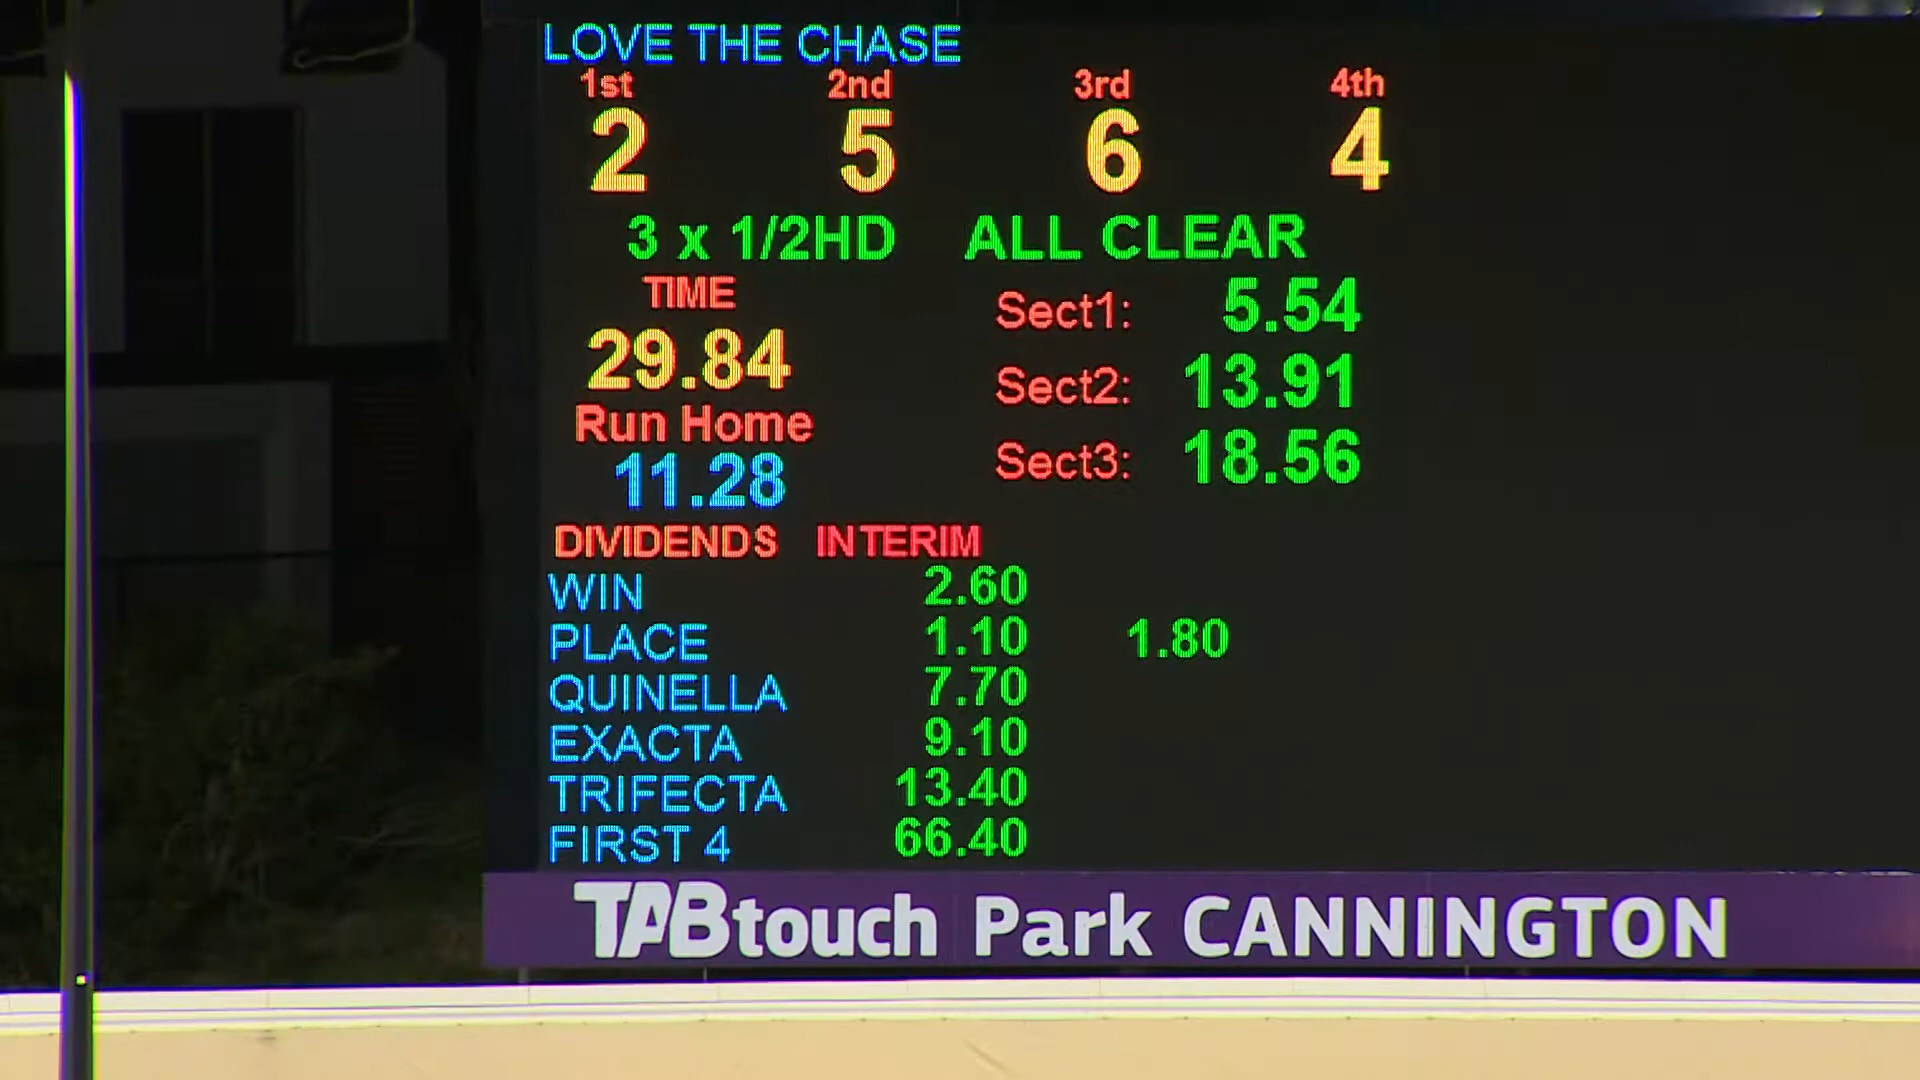 LOVE THE CHASE
1st 2nd 3rd 4th
2 5 6 4
3 x 1/2HD ALL CLEAR
TIME
29.84
Run Home
11.28
Sect1: 5.54
Sect2: 13.91
Sect3: 18.56
DIVIDENDS INTERIM
WIN 2.60
PLACE 1.10 1.80
QUINELLA 7.70
EXACTA 9.10
TRIFECTA 13.40
FIRST 4 66.40
TABtouch Park CANNINGTON